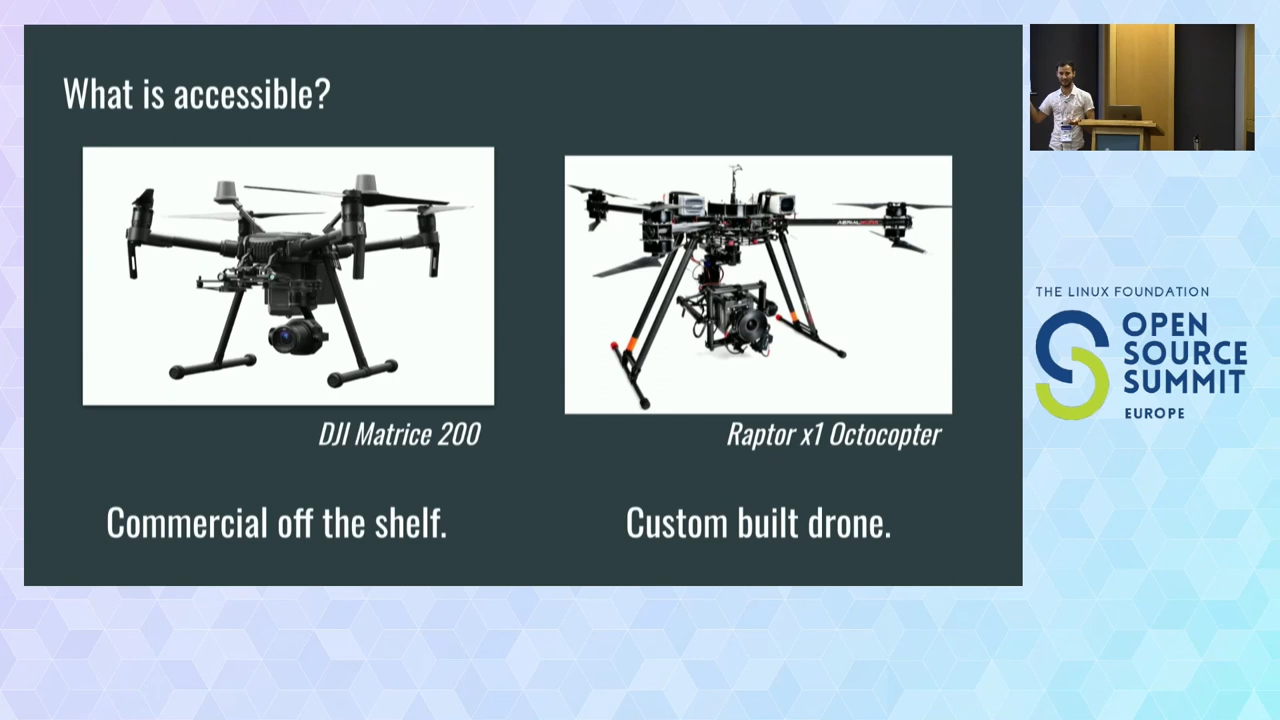 What is accessible?
DJI Matrice 200
Raptor x1 Octocopter
Commercial off the shelf.
Custom built drone.
THE LINUX FOUNDATION
OPEN
SOURCE
SUMMIT
EUROPE